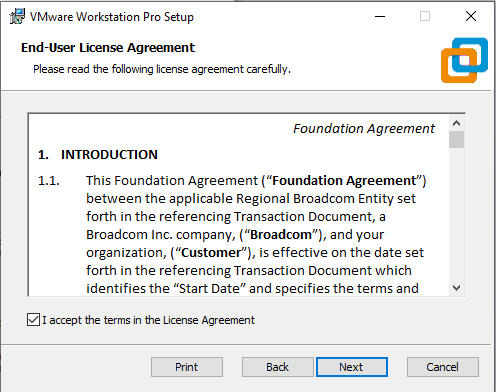 VMware Workstation Pro Setup
End-User License Agreement
Please read the following license agreement carefully.
Foundation Agreement
1. INTRODUCTION
1.1. This Foundation Agreement (“Foundation Agreement”)
between the applicable Regional Broadcom Entity set
forth in the referencing Transaction Document, a
Broadcom Inc. company, (“Broadcom”), and your
organization, (“Customer”), is effective on the date set
forth in the referencing Transaction Document which
identifies the “Start Date” and specifies the terms and
I accept the terms in the License Agreement
Print Back Next Cancel